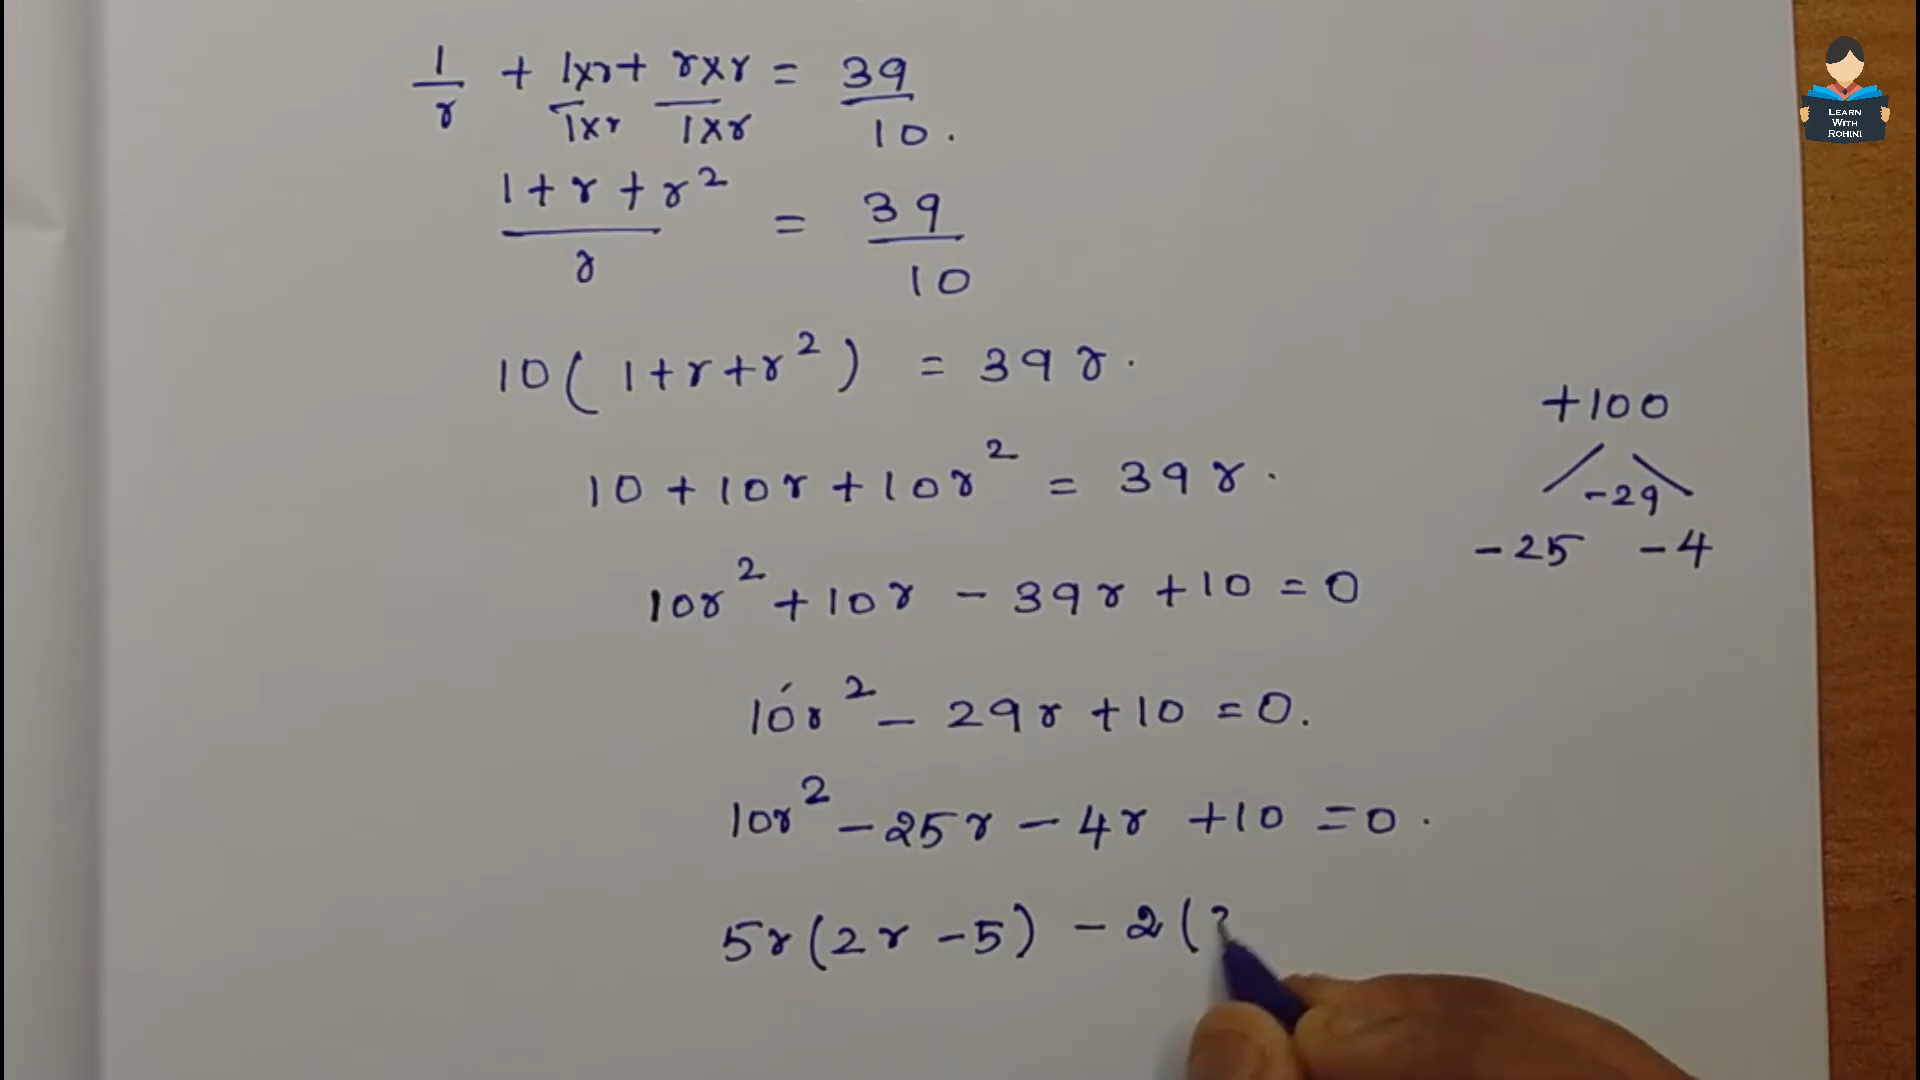 1/r + 1×r/1×r + r×r/1×r = 39/10.
(1+r+r²)/r = 39/10
10(1+r+r²) = 39r.
10+10r+10r² = 39r.
10r²+10r-39r+10=0
10r²-29r+10=0.
10r²-25r-4r+10=0.
5r(2r-5)-2(
+100
-29
-25 -4
LEARN
WITH
ROHINI